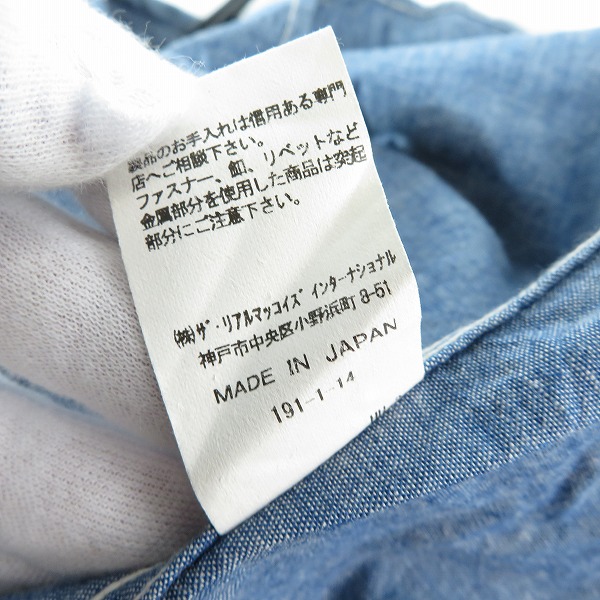 製品のお手入れは信用ある専門
店へご相談下さい。
ファスナー、釦、リベットなど
金属部分を使用した商品は突起
部分にご注意下さい。
(株)ｻﾞ･リアルマッコイズ インターナショナル
神戸市中央区小野浜町 8-51
MADE IN JAPAN
191-1-14